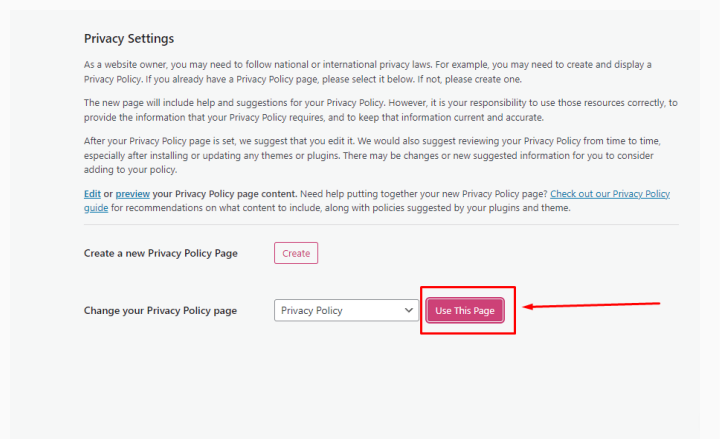 Privacy Settings
As a website owner, you may need to follow national or international privacy laws. For example, you may need to create and display a
Privacy Policy. If you already have a Privacy Policy page, please select it below. If not, please create one.
The new page will include help and suggestions for your Privacy Policy. However, it is your responsibility to use those resources correctly, to
provide the information that your Privacy Policy requires, and to keep that information current and accurate.
After your Privacy Policy page is set, we suggest that you edit it. We would also suggest reviewing your Privacy Policy from time to time,
especially after installing or updating any themes or plugins. There may be changes or new suggested information for you to consider
adding to your policy.
Edit or preview your Privacy Policy page content. Need help putting together your new Privacy Policy page? Check out our Privacy Policy
guide for recommendations on what content to include, along with policies suggested by your plugins and theme.
Create a new Privacy Policy Page Create
Change your Privacy Policy page Privacy Policy Use This Page